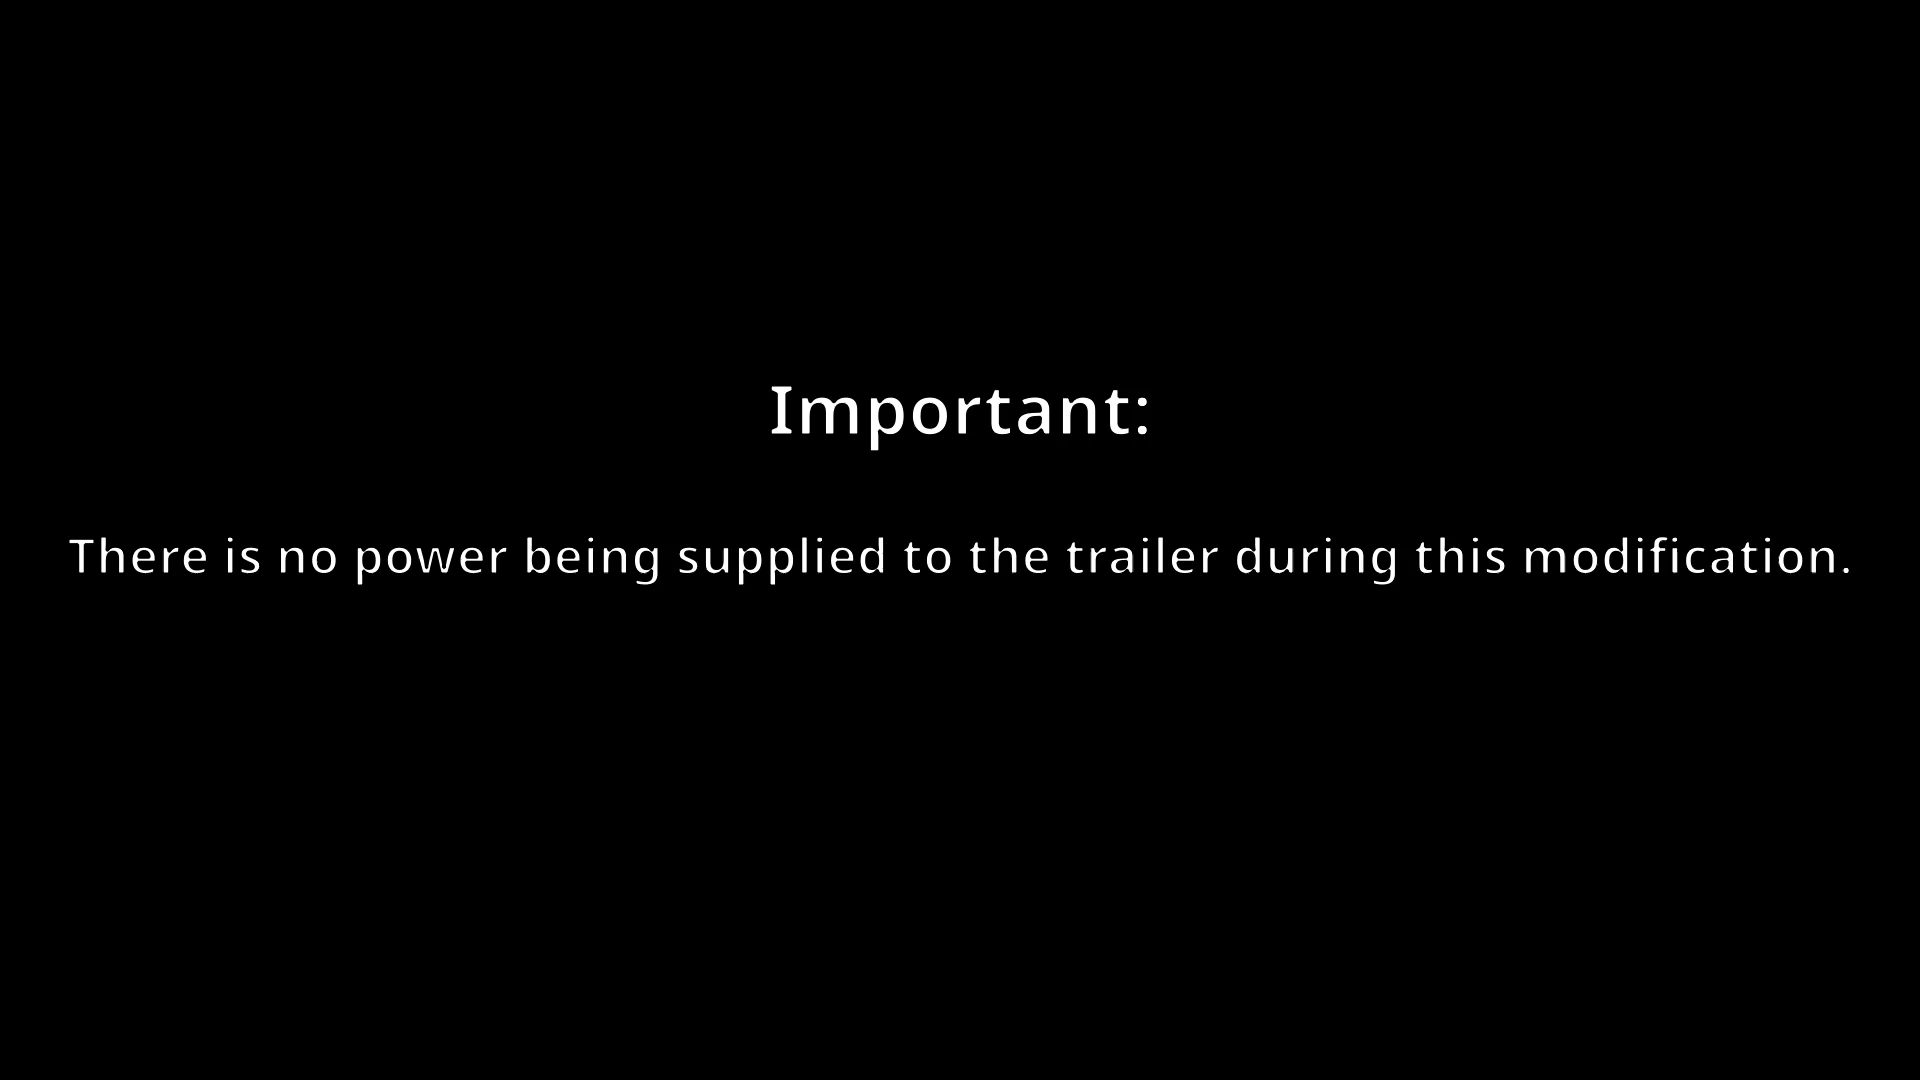 Important:
There is no power being supplied to the trailer during this modification.